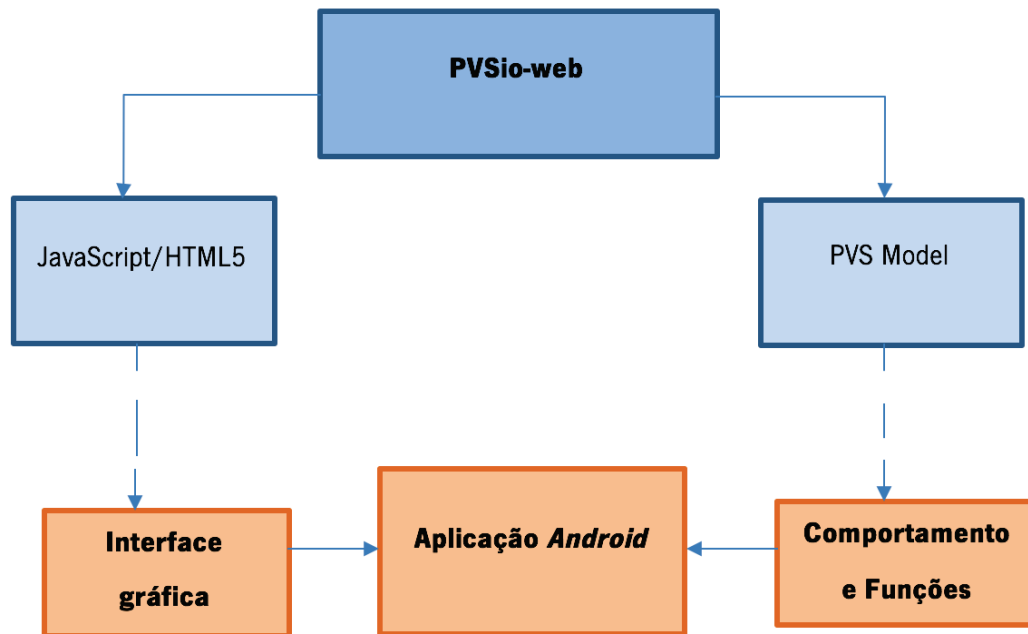 PVSio-web
JavaScript/HTML5
PVS Model
Interface
gráfica
Aplicação Android
Comportamento
e Funções